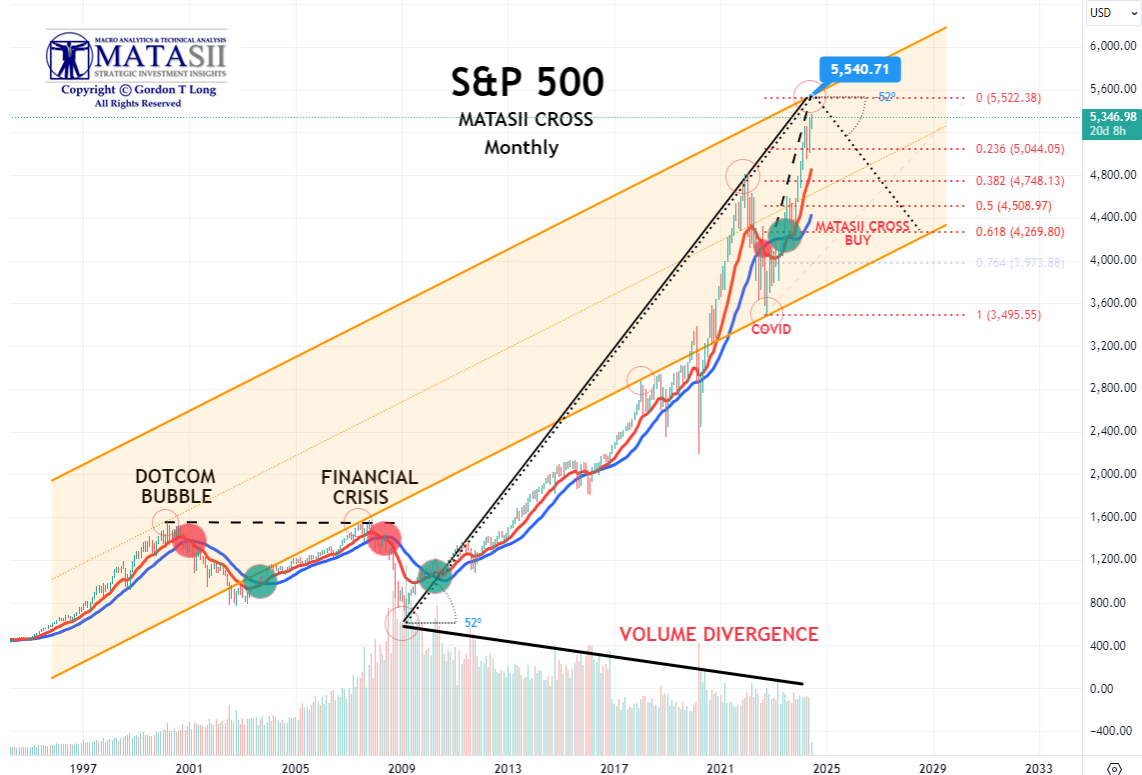 USD
MACRO ANALYTICS & TECHNICAL ANALYSIS
MATASII
STRATEGIC INVESTMENT INSIGHTS
Copyright © Gordon T Long
All Rights Reserved
S&P 500
MATASII CROSS
Monthly
5,540.71
52º
0 (5,522.38)
0.236 (5,044.05)
0.382 (4,748.13)
0.5 (4,508.97)
MATASII CROSS
BUY
0.618 (4,269.80)
0.764 (3,973.88)
1 (3,495.55)
COVID
DOTCOM
BUBBLE
FINANCIAL
CRISIS
52º
VOLUME DIVERGENCE
6,000.00
5,600.00
5,346.98
20d 8h
4,800.00
4,400.00
4,000.00
3,600.00
3,200.00
2,800.00
2,400.00
2,000.00
1,600.00
1,200.00
800.00
400.00
0.00
−400.00
1997
2001
2005
2009
2013
2017
2021
2025
2029
2033